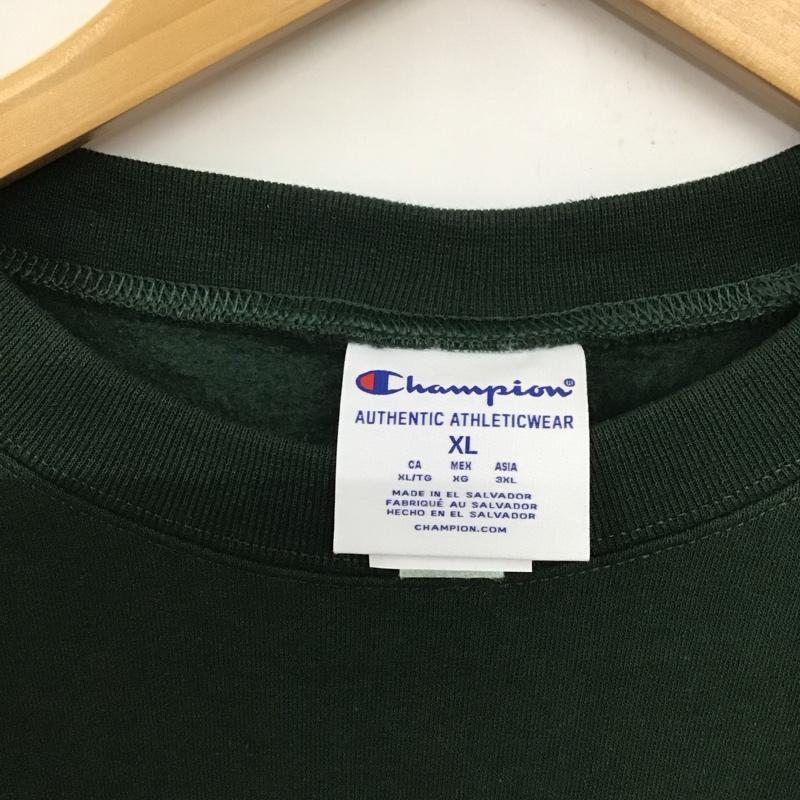 Champion
AUTHENTIC ATHLETICWEAR
XL
CA MEX ASIA
XL/TG XG 3XL
MADE IN EL SALVADOR
FABRIQUÉ AU SALVADOR
HECHO EN EL SALVADOR
CHAMPION.COM